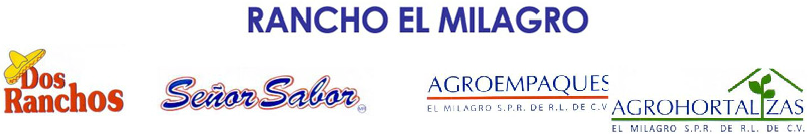 RANCHO EL MILAGRO
Dos
Ranchos
Señor Sabor
AGROEMPAQUES
EL MILAGRO S.P.R. DE R.L. DE C.V
AGROHORTALIZAS
EL MILAGRO S.P.R. DE R.L. DE C.V.